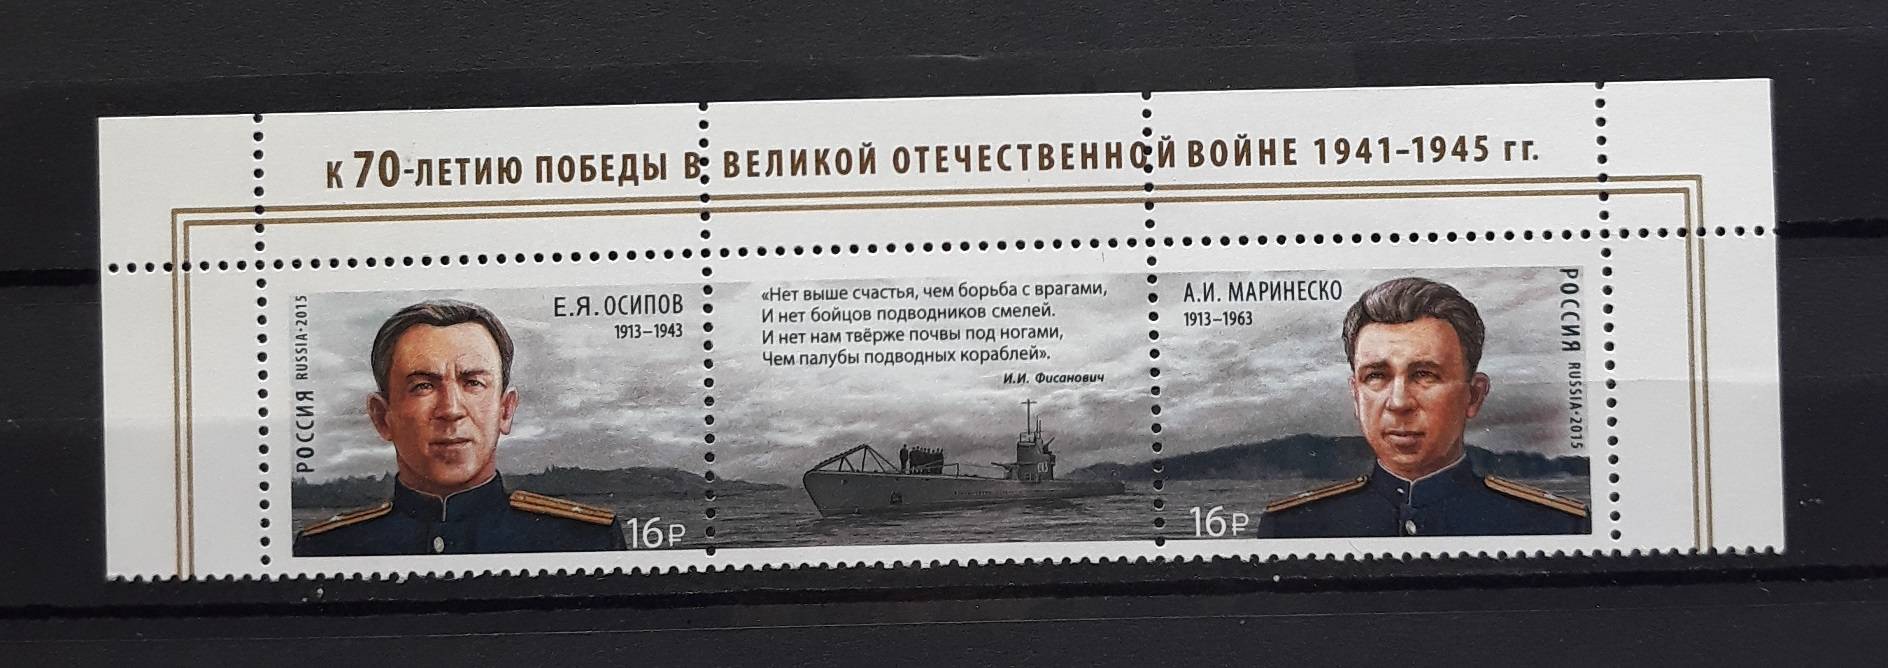 К 70-ЛЕТИЮ ПОБЕДЫ В ВЕЛИКОЙ ОТЕЧЕСТВЕННОЙ ВОЙНЕ 1941–1945 гг.
РОССИЯ RUSSIA•2015
Е.Я. ОСИПОВ
1913–1943
16₽
«Нет выше счастья, чем борьба с врагами,
И нет бойцов подводников смелей.
И нет нам твёрже почвы под ногами,
Чем палубы подводных кораблей».
И.И. Фисанович
А.И. МАРИНЕСКО
1913–1963
16₽
РОССИЯ RUSSIA•2015